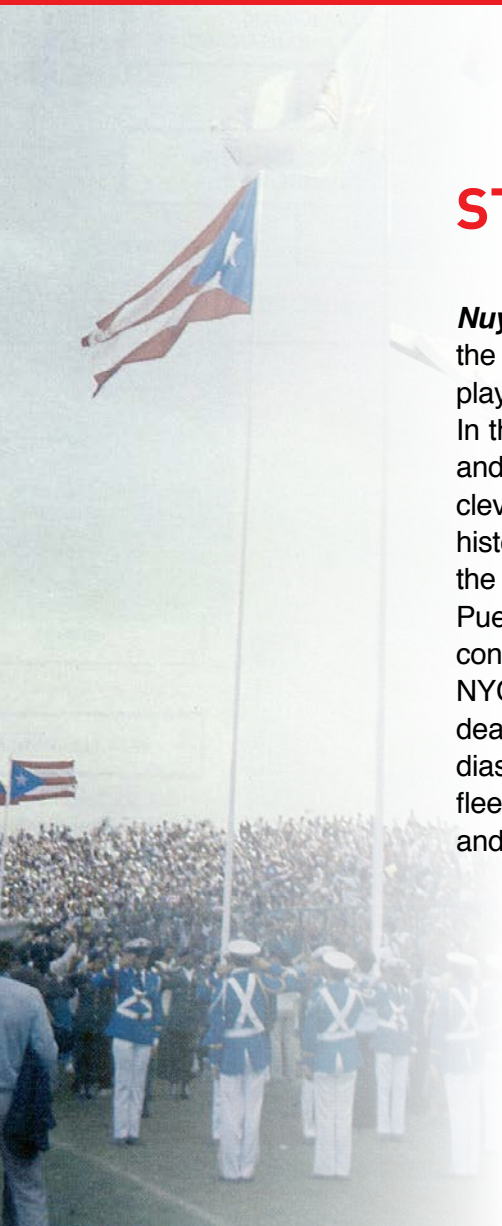 ST
Nuy
the
play
In th
and
clev
histo
the
Pue
con
NYC
dea
dias
flee
and